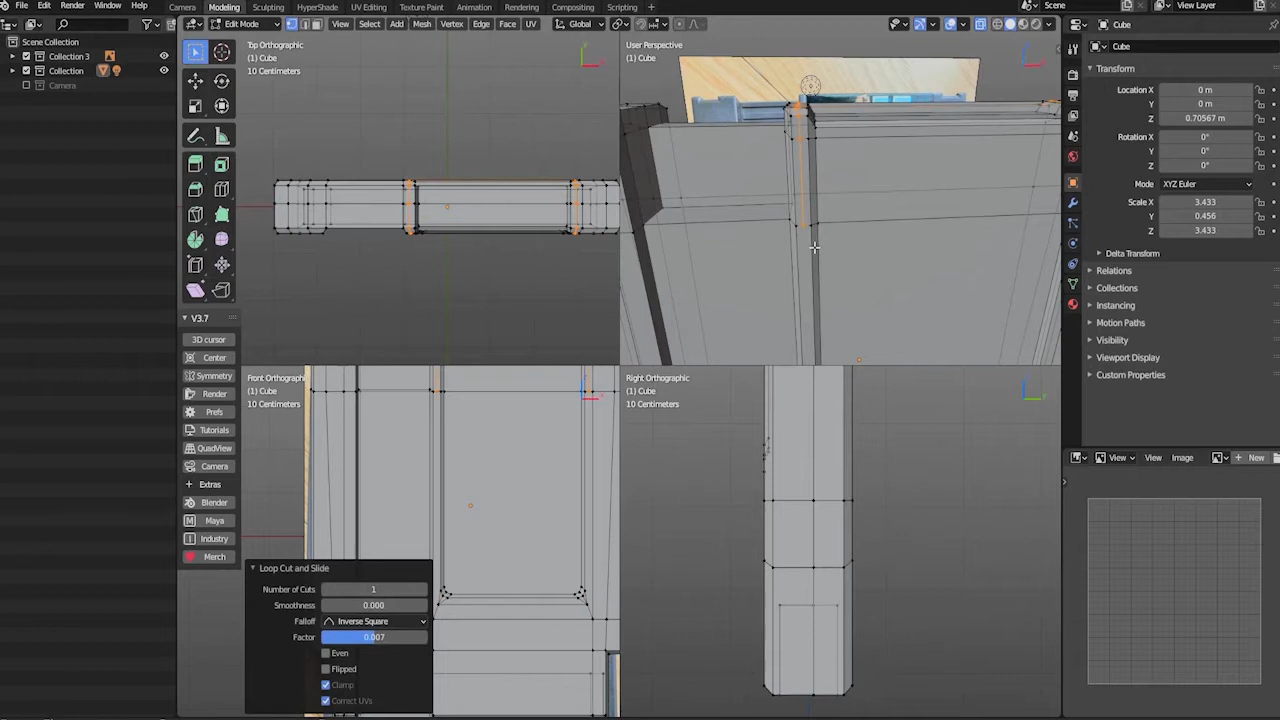 File Edit Render Window Help
Camera Modeling Sculpting HyperShade UV Editing Texture Paint Animation Rendering Compositing Scripting
Scene
View Layer
Edit Mode View Select Add Mesh Vertex Edge Face UV
Global
Cube
Scene Collection
Collection 3
Collection
Camera
Top Orthographic
(1) Cube
10 Centimeters
User Perspective
(1) Cube
Cube
Transform
Location X 0 m
Y 0 m
Z 0.70567 m
Rotation X 0°
Y 0°
Z 0°
Mode XYZ Euler
Scale X 3.433
Y 0.456
Z 3.433
Delta Transform
Relations
Collections
Instancing
Motion Paths
Visibility
Viewport Display
Custom Properties
V3.7
3D cursor
Center
Symmetry
Render
Prefs
Tutorials
QuadView
Camera
Extras
Blender
Maya
Industry
Merch
Front Orthographic
(1) Cube
10 Centimeters
Right Orthographic
(1) Cube
10 Centimeters
View View Image New
Loop Cut and Slide
Number of Cuts 1
Smoothness 0.000
Falloff Inverse Square
Factor 0.007
Even
Flipped
Clamp
Correct UVs